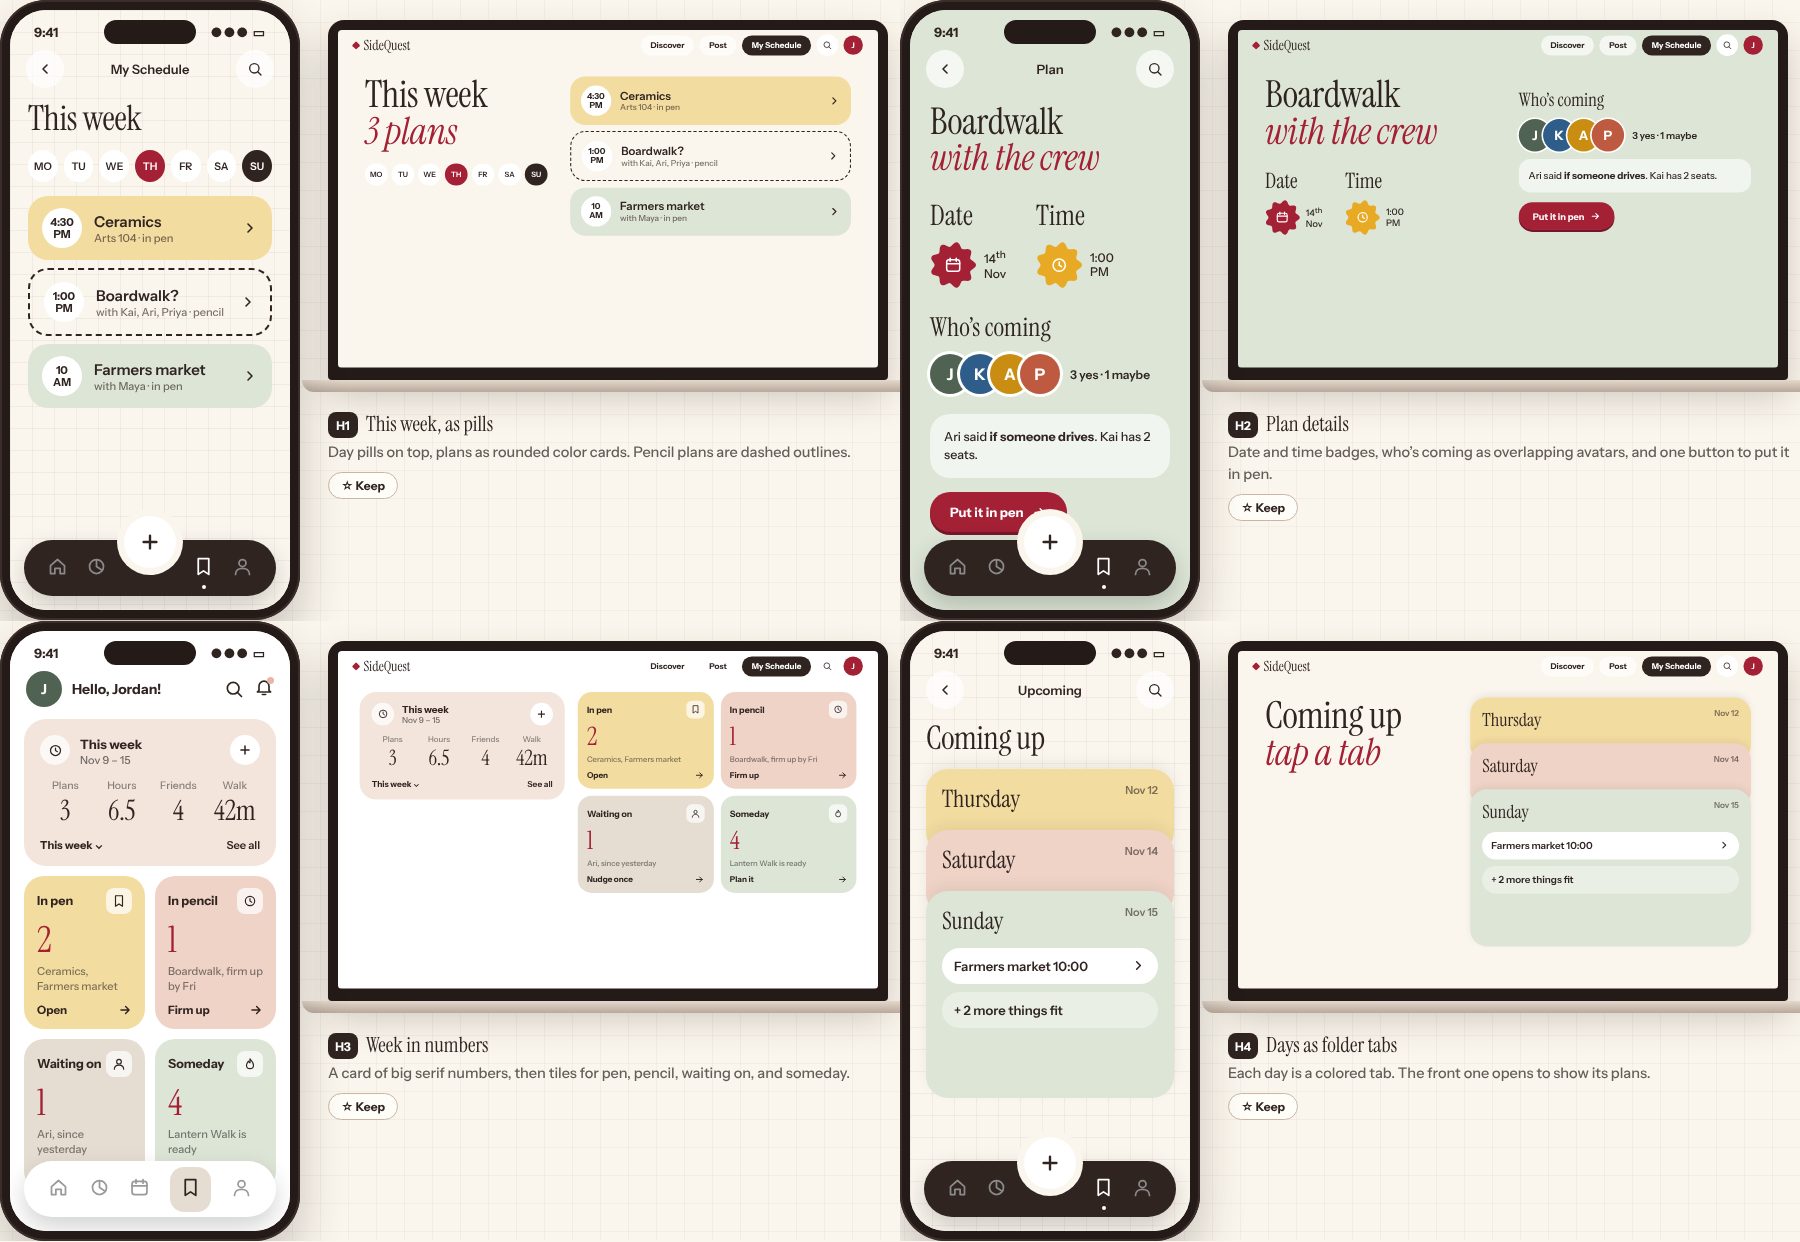 9:41
My Schedule
This week
MO TU WE TH FR SA SU
4:30 PM
Ceramics
Arts 104 · in pen
1:00 PM
Boardwalk?
with Kai, Ari, Priya · pencil
10 AM
Farmers market
with Maya · in pen
SideQuest
Discover Post My Schedule J
This week
3 plans
MO TU WE TH FR SA SU
4:30 PM
Ceramics
Arts 104 · in pen
1:00 PM
Boardwalk?
with Kai, Ari, Priya · pencil
10 AM
Farmers market
with Maya · in pen
H1 This week, as pills
Day pills on top, plans as rounded color cards. Pencil plans are dashed outlines.
☆ Keep
9:41
Plan
Boardwalk
with the crew
Date Time
14th Nov
1:00 PM
Who's coming
J K A P 3 yes · 1 maybe
Ari said if someone drives. Kai has 2
seats.
Put it in pen
SideQuest
Discover Post My Schedule J
Boardwalk
with the crew
Date Time
14th Nov
1:00 PM
Who's coming
J K A P 3 yes · 1 maybe
Ari said if someone drives. Kai has 2 seats.
Put it in pen →
H2 Plan details
Date and time badges, who's coming as overlapping avatars, and one button to put it
in pen.
☆ Keep
9:41
J Hello, Jordan!
This week
Nov 9 – 15
Plans Hours Friends Walk
3 6.5 4 42m
This week See all
In pen
2
Ceramics,
Farmers market
Open →
In pencil
1
Boardwalk, firm up
by Fri
Firm up →
Waiting on
1
Ari, since
yesterday
Someday
4
Lantern Walk is
ready
SideQuest
Discover Post My Schedule J
This week
Nov 9 – 15
Plans Hours Friends Walk
3 6.5 4 42m
This week See all
In pen
2
Ceramics, Farmers market
Open →
In pencil
1
Boardwalk, firm up by Fri
Firm up →
Waiting on
1
Ari, since yesterday
Nudge once →
Someday
4
Lantern Walk is ready
Plan it →
H3 Week in numbers
A card of big serif numbers, then tiles for pen, pencil, waiting on, and someday.
☆ Keep
9:41
Upcoming
Coming up
Thursday Nov 12
Saturday Nov 14
Sunday Nov 15
Farmers market 10:00
+ 2 more things fit
SideQuest
Discover Post My Schedule J
Coming up
tap a tab
Thursday Nov 12
Saturday Nov 14
Sunday Nov 15
Farmers market 10:00
+ 2 more things fit
H4 Days as folder tabs
Each day is a colored tab. The front one opens to show its plans.
☆ Keep